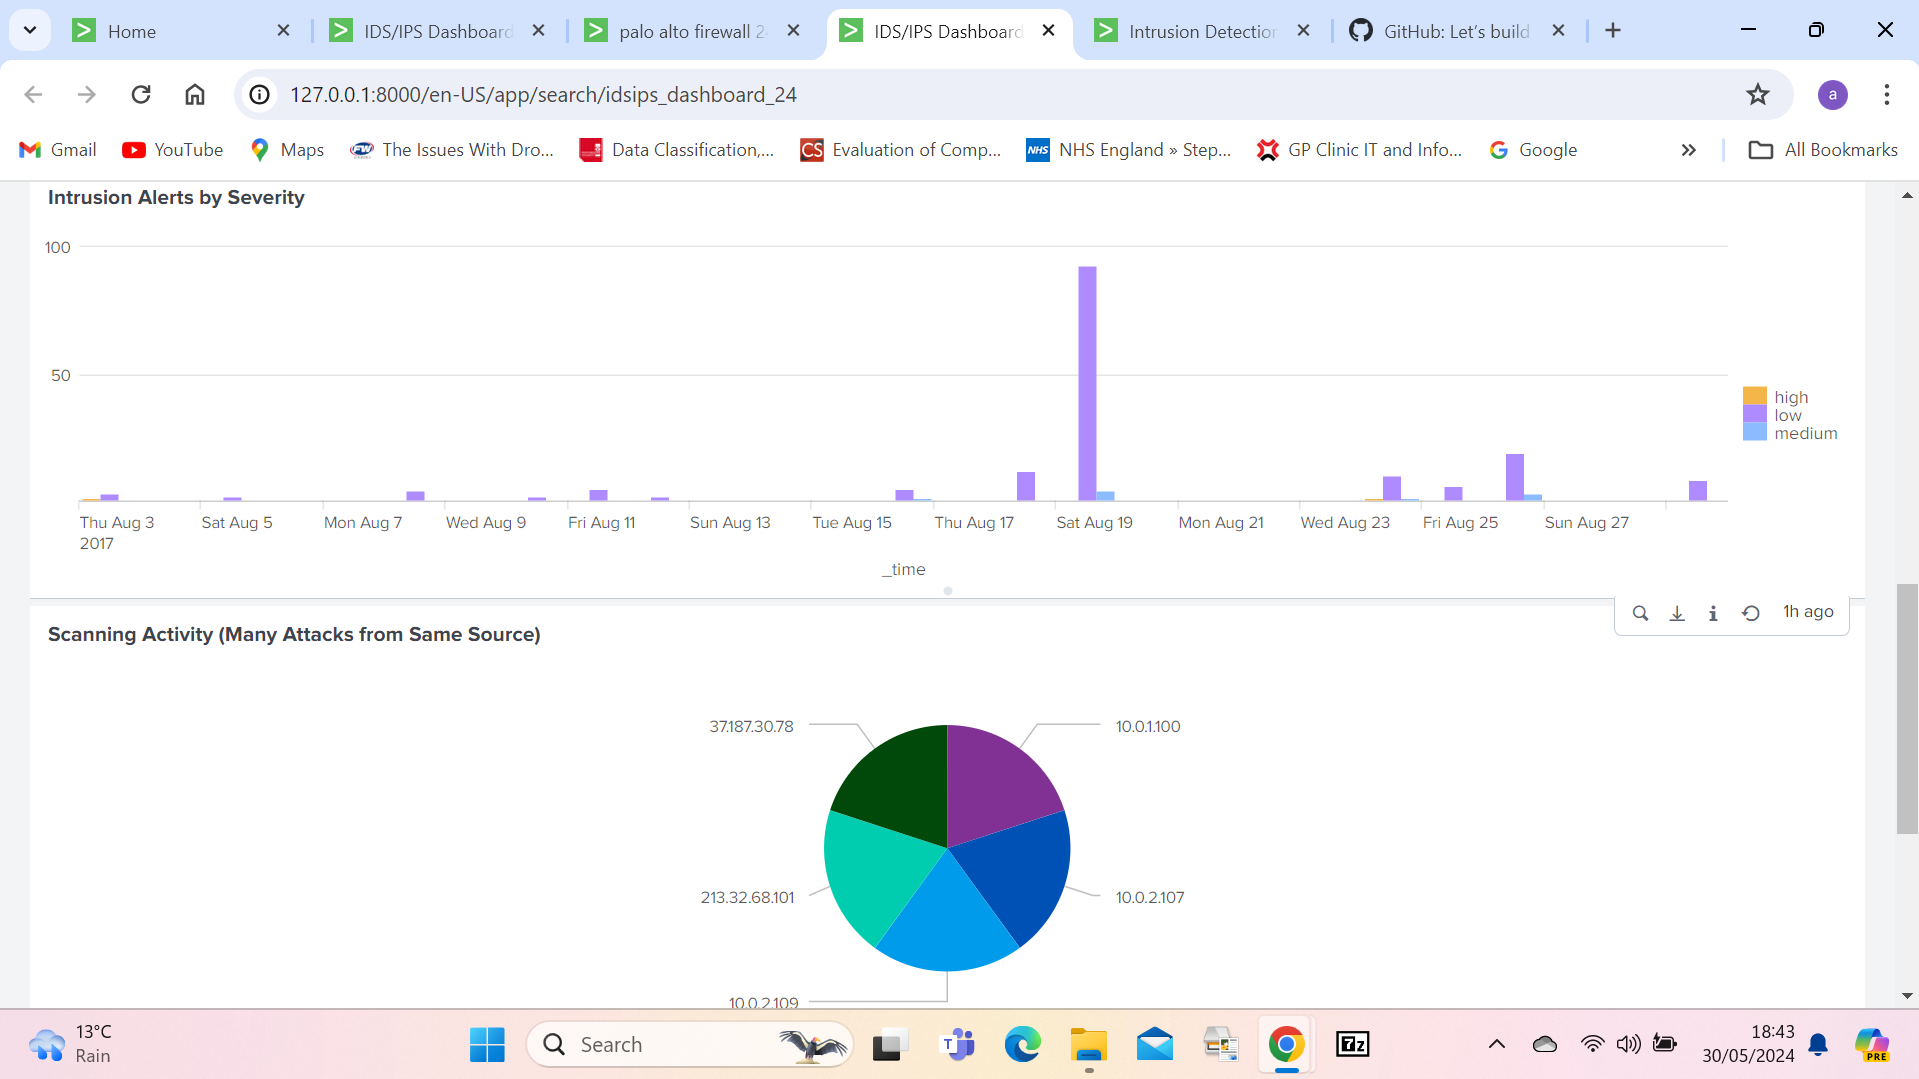 Home
IDS/IPS Dashboard
palo alto firewall 2
IDS/IPS Dashboard
Intrusion Detection
GitHub: Let's build
127.0.0.1:8000/en-US/app/search/idsips_dashboard_24
a
Gmail
YouTube
Maps
FW
The Issues With Dro...
Data Classification,...
CS
Evaluation of Comp...
NHS
NHS England » Step...
GP Clinic IT and Info...
Google
All Bookmarks
Intrusion Alerts by Severity
100
50
high
low
medium
Thu Aug 3
2017
Sat Aug 5
Mon Aug 7
Wed Aug 9
Fri Aug 11
Sun Aug 13
Tue Aug 15
Thu Aug 17
Sat Aug 19
Mon Aug 21
Wed Aug 23
Fri Aug 25
Sun Aug 27
_time
1h ago
Scanning Activity (Many Attacks from Same Source)
37.187.30.78
10.0.1.100
213.32.68.101
10.0.2.107
10.0.2.109
13°C
Rain
Search
T
7z
18:43
30/05/2024
PRE